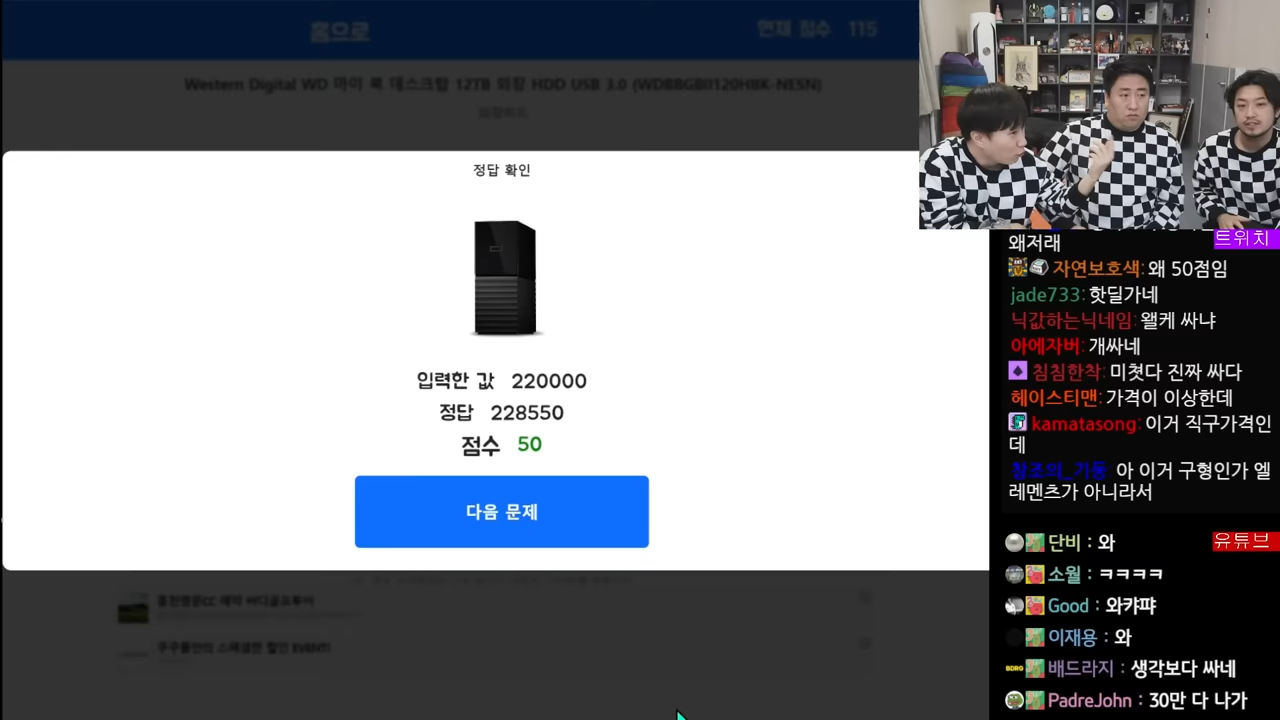 홈으로
현재 점수 115
Western Digital WD 마이 북 데스크탑 12TB 외장 HDD USB 3.0 (WDBBGB0120HBK-NESN)
외장하드
정답 확인
입력한 값 220000
정답 228550
점수 50
다음 문제
트위치
왜저래
자연보호색: 왜 50점임
jade733: 핫딜가네
닉값하는닉네임: 왤케 싸냐
아에자버: 개싸네
침침한착: 미쳣다 진짜 싸다
헤이스티맨: 가격이 이상한데
kamatasong: 이거 직구가격인
데
창조의_기둥: 아 이거 구형인가 엘
레멘츠가 아니라서
유튜브
단비 : 와
소월 : ㅋㅋㅋㅋ
Good : 와캬퍄
이재용 : 와
BDRG 배드라지 : 생각보다 싸네
PadreJohn : 30만 다 나가